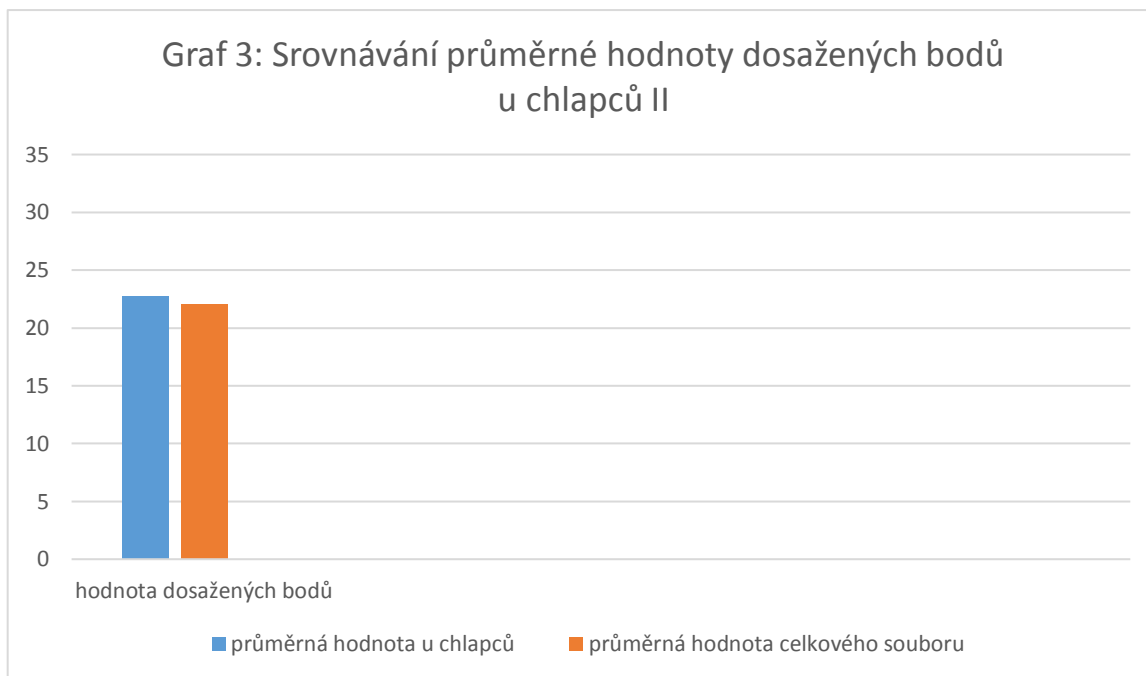 Graf 3: Srovnávání průměrné hodnoty dosažených bodů
u chlapců II
35
30
25
20
15
10
5
0
hodnota dosažených bodů
průměrná hodnota u chlapců
průměrná hodnota celkového souboru